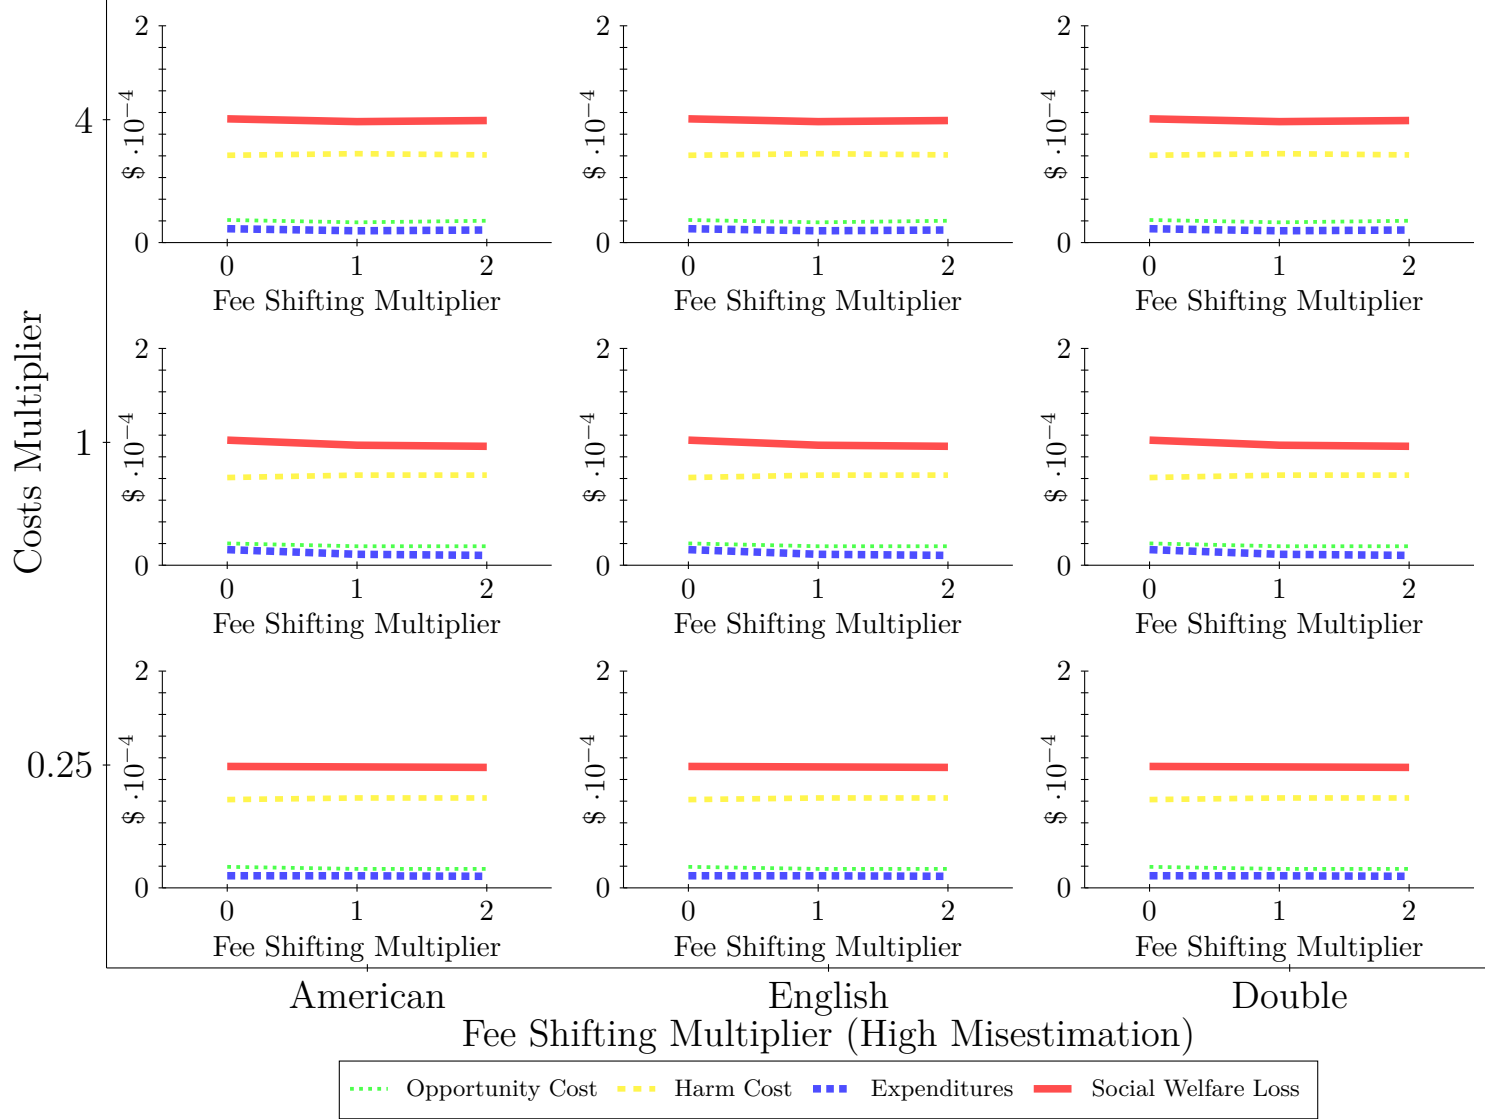 Costs Multiplier
4
1
0.25
2
0
$ ·10−4
0 1 2
Fee Shifting Multiplier
2
0
$ ·10−4
0 1 2
Fee Shifting Multiplier
2
0
$ ·10−4
0 1 2
Fee Shifting Multiplier
2
0
$ ·10−4
0 1 2
Fee Shifting Multiplier
2
0
$ ·10−4
0 1 2
Fee Shifting Multiplier
2
0
$ ·10−4
0 1 2
Fee Shifting Multiplier
2
0
$ ·10−4
0 1 2
Fee Shifting Multiplier
2
0
$ ·10−4
0 1 2
Fee Shifting Multiplier
2
0
$ ·10−4
0 1 2
Fee Shifting Multiplier
American English Double
Fee Shifting Multiplier (High Misestimation)
Opportunity Cost Harm Cost Expenditures Social Welfare Loss